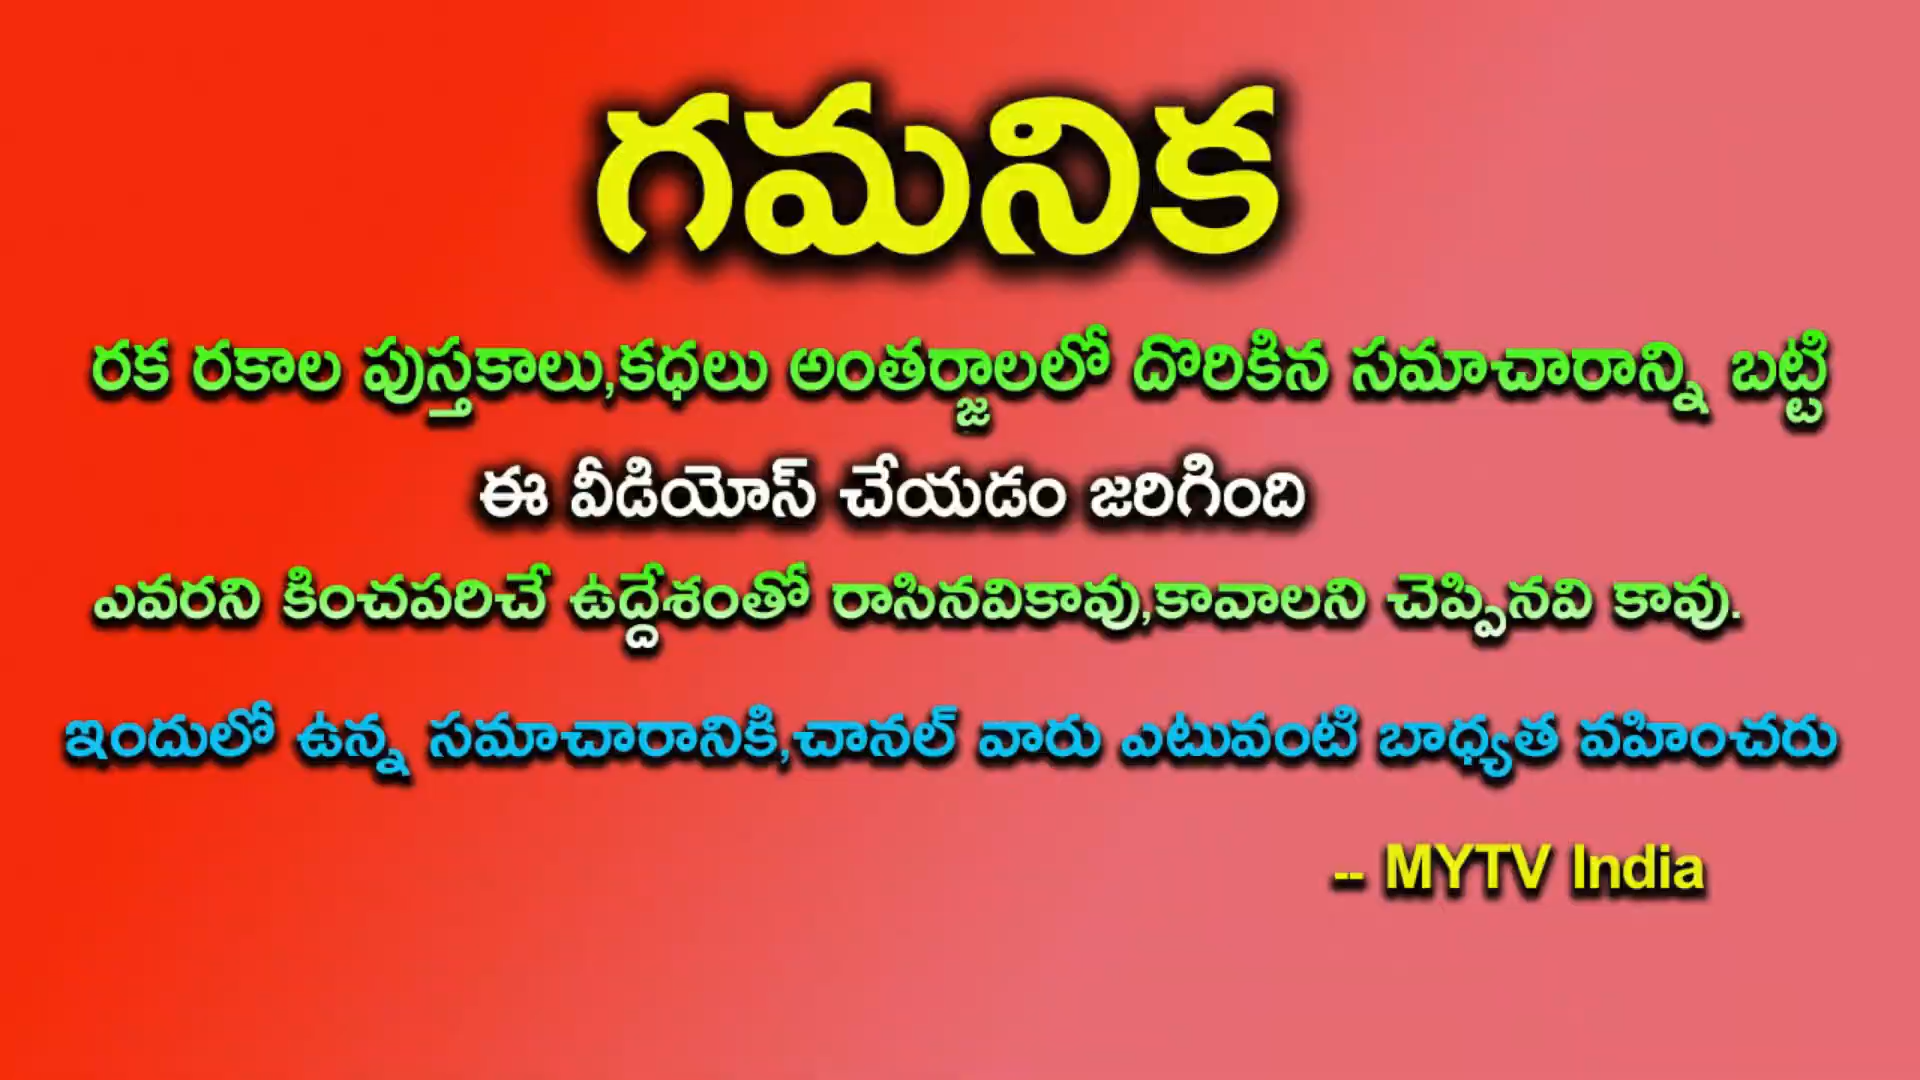 గమనిక
రక రకాల పుస్తకాలు,కధలు అంతర్జాలలో దొరికిన సమాచారాన్ని బట్టి
ఈ వీడియోస్ చేయడం జరిగింది
ఎవరని కించపరిచే ఉద్దేశంతో రాసినవికావు,కావాలని చెప్పినవి కావు.
ఇందులో ఉన్న సమాచారానికి,చానల్ వారు ఎటువంటి బాధ్యత వహించరు
-- MYTV India